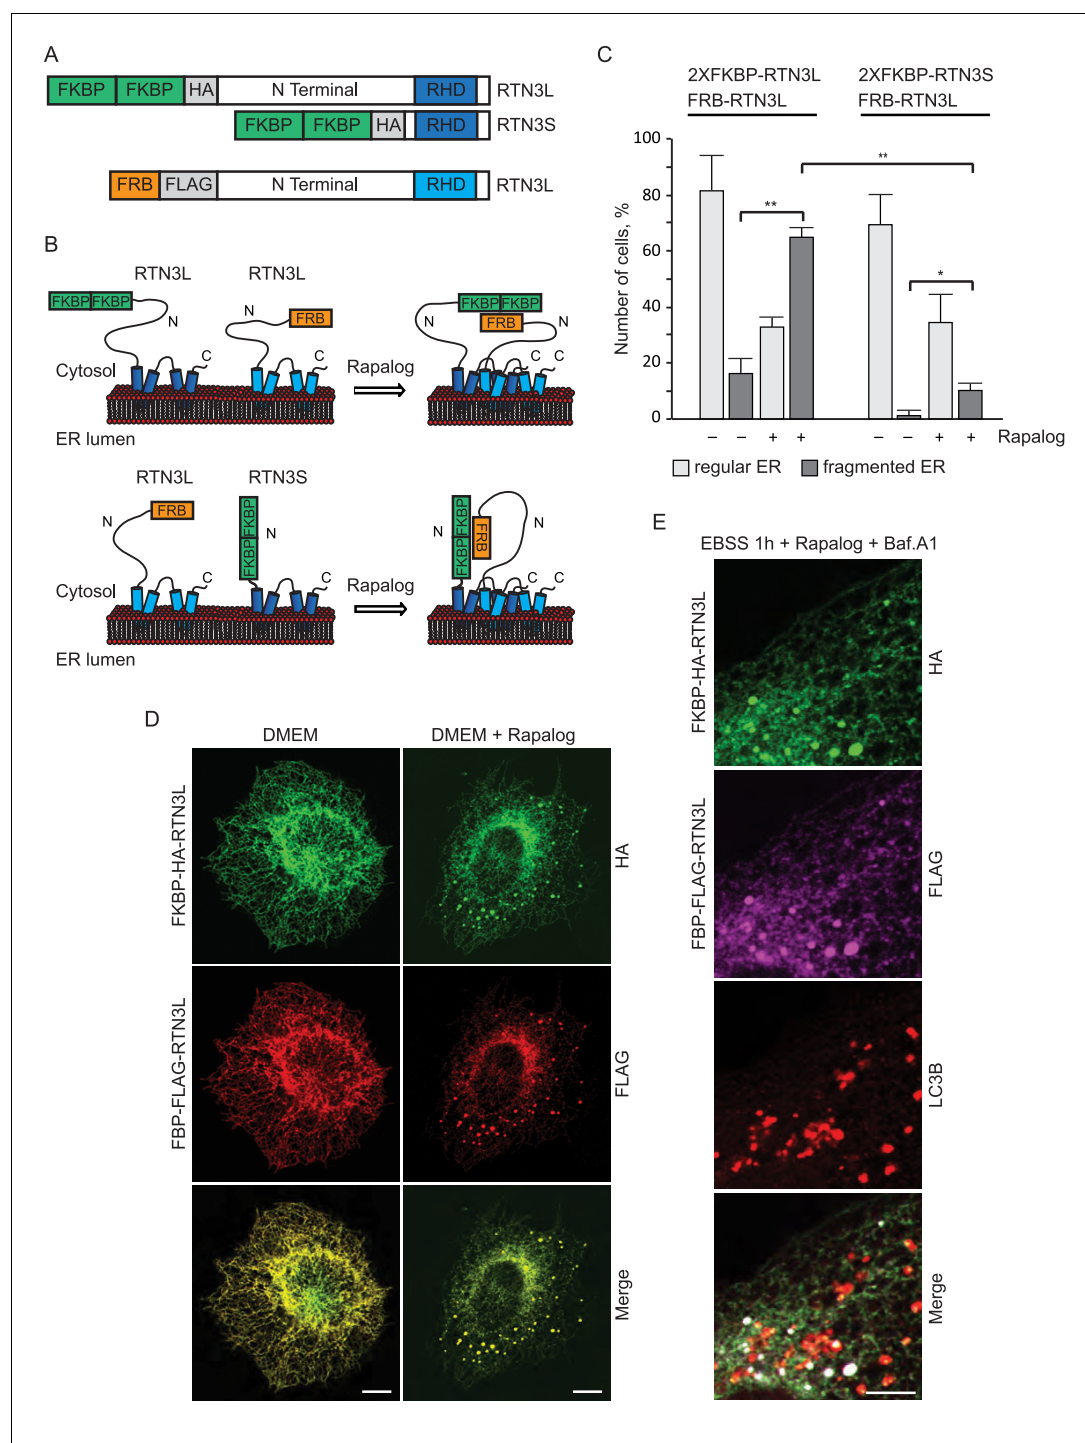 A
FKBP FKBP HA N Terminal RHD RTN3L
FKBP FKBP HA RHD RTN3S
FRB FLAG N Terminal RHD RTN3L
B
RTN3L RTN3L
FKBP FKBP N N FRB
Cytosol C C
ER lumen
Rapalog
FKBP FKBP
FRB
N N
C
RTN3L RTN3S
N FRB FKBP FKBP N
Cytosol C C
ER lumen
Rapalog
N FKBP FKBP FRB N
C
C
2XFKBP-RTN3L 2XFKBP-RTN3S
FRB-RTN3L FRB-RTN3L
Number of cells, %
100
80
60
40
20
0
**
**
*
– – + + – – + + Rapalog
regular ER fragmented ER
D
DMEM DMEM + Rapalog
FKBP-HA-RTN3L HA
FBP-FLAG-RTN3L FLAG
Merge
E
EBSS 1h + Rapalog + Baf.A1
FKBP-HA-RTN3L HA
FBP-FLAG-RTN3L FLAG
LC3B
Merge